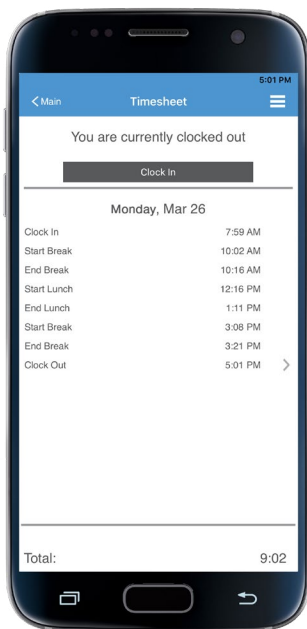 5:01 PM
Main Timesheet
You are currently clocked out
Clock In
Monday, Mar 26
Clock In 7:59 AM
Start Break 10:02 AM
End Break 10:16 AM
Start Lunch 12:16 PM
End Lunch 1:11 PM
Start Break 3:08 PM
End Break 3:21 PM
Clock Out 5:01 PM
Total: 9:02